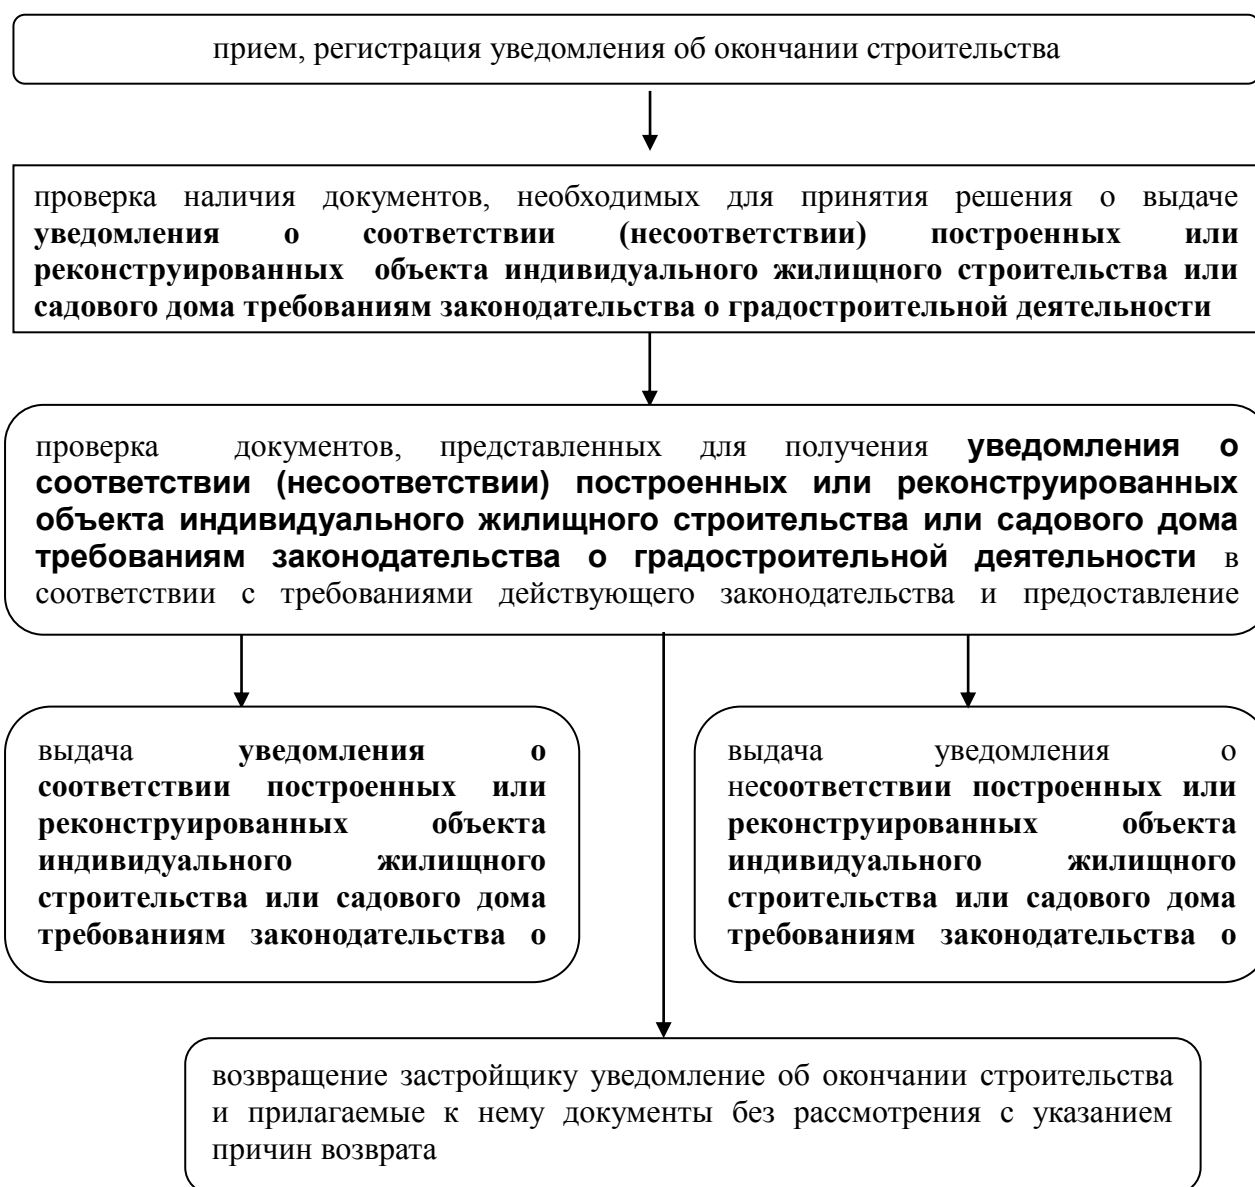 прием, регистрация уведомления об окончании строительства
проверка наличия документов, необходимых для принятия решения о выдаче
уведомления о соответствии (несоответствии) построенных или
реконструированных объекта индивидуального жилищного строительства или
садового дома требованиям законодательства о градостроительной деятельности
проверка документов, представленных для получения уведомления о
соответствии (несоответствии) построенных или реконструированных
объекта индивидуального жилищного строительства или садового дома
требованиям законодательства о градостроительной деятельности в
соответствии с требованиями действующего законодательства и предоставление
выдача уведомления о
соответствии построенных или
реконструированных объекта
индивидуального жилищного
строительства или садового дома
требованиям законодательства о
выдача уведомления о
несоответствии построенных или
реконструированных объекта
индивидуального жилищного
строительства или садового дома
требованиям законодательства о
возвращение застройщику уведомление об окончании строительства
и прилагаемые к нему документы без рассмотрения с указанием
причин возврата